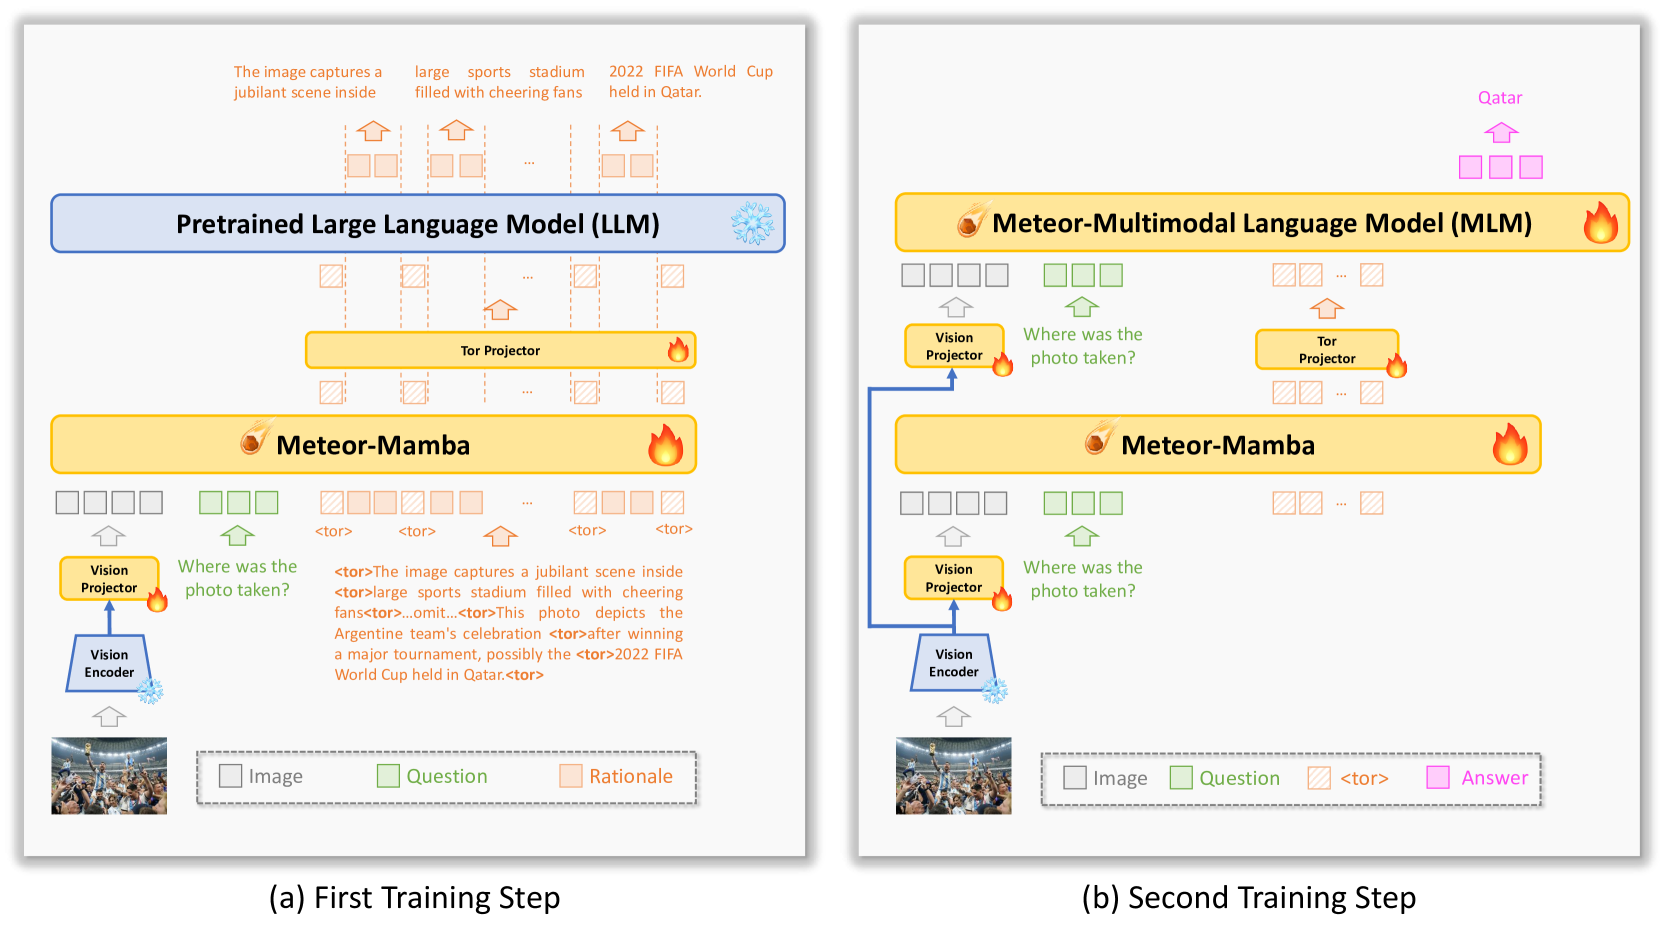 The image captures a
jubilant scene inside
large sports stadium
filled with cheering fans
2022 FIFA World Cup
held in Qatar.
...
Pretrained Large Language Model (LLM)
...
Tor Projector
...
Meteor-Mamba
...
<tor> <tor> <tor> <tor>
Vision
Projector
Where was the
photo taken?
<tor>The image captures a jubilant scene inside
<tor>large sports stadium filled with cheering
fans<tor>...omit...<tor>This photo depicts the
Argentine team's celebration <tor>after winning
a major tournament, possibly the <tor>2022 FIFA
World Cup held in Qatar.<tor>
Vision
Encoder
Image Question Rationale
(a) First Training Step
Qatar
Meteor-Multimodal Language Model (MLM)
...
Vision
Projector
Where was the
photo taken?
Tor
Projector
...
Meteor-Mamba
...
Vision
Projector
Where was the
photo taken?
Vision
Encoder
Image Question <tor> Answer
(b) Second Training Step